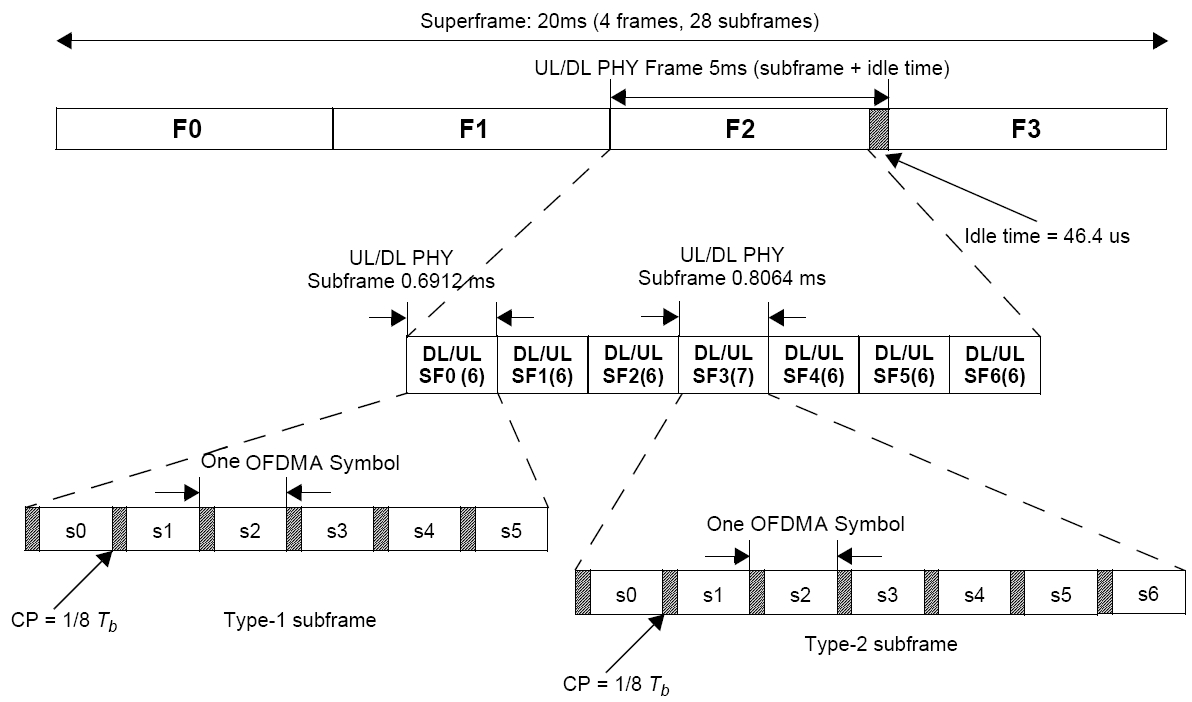 Superframe: 20ms (4 frames, 28 subframes)
UL/DL PHY Frame 5ms (subframe + idle time)
F0 F1 F2 F3
Idle time = 46.4 us
UL/DL PHY
Subframe 0.6912 ms
UL/DL PHY
Subframe 0.8064 ms
DL/UL DL/UL DL/UL DL/UL DL/UL DL/UL DL/UL
SF0 (6) SF1(6) SF2(6) SF3(7) SF4(6) SF5(6) SF6(6)
One OFDMA Symbol
s0 s1 s2 s3 s4 s5
CP = 1/8 Tb
Type-1 subframe
One OFDMA Symbol
s0 s1 s2 s3 s4 s5 s6
Type-2 subframe
CP = 1/8 Tb